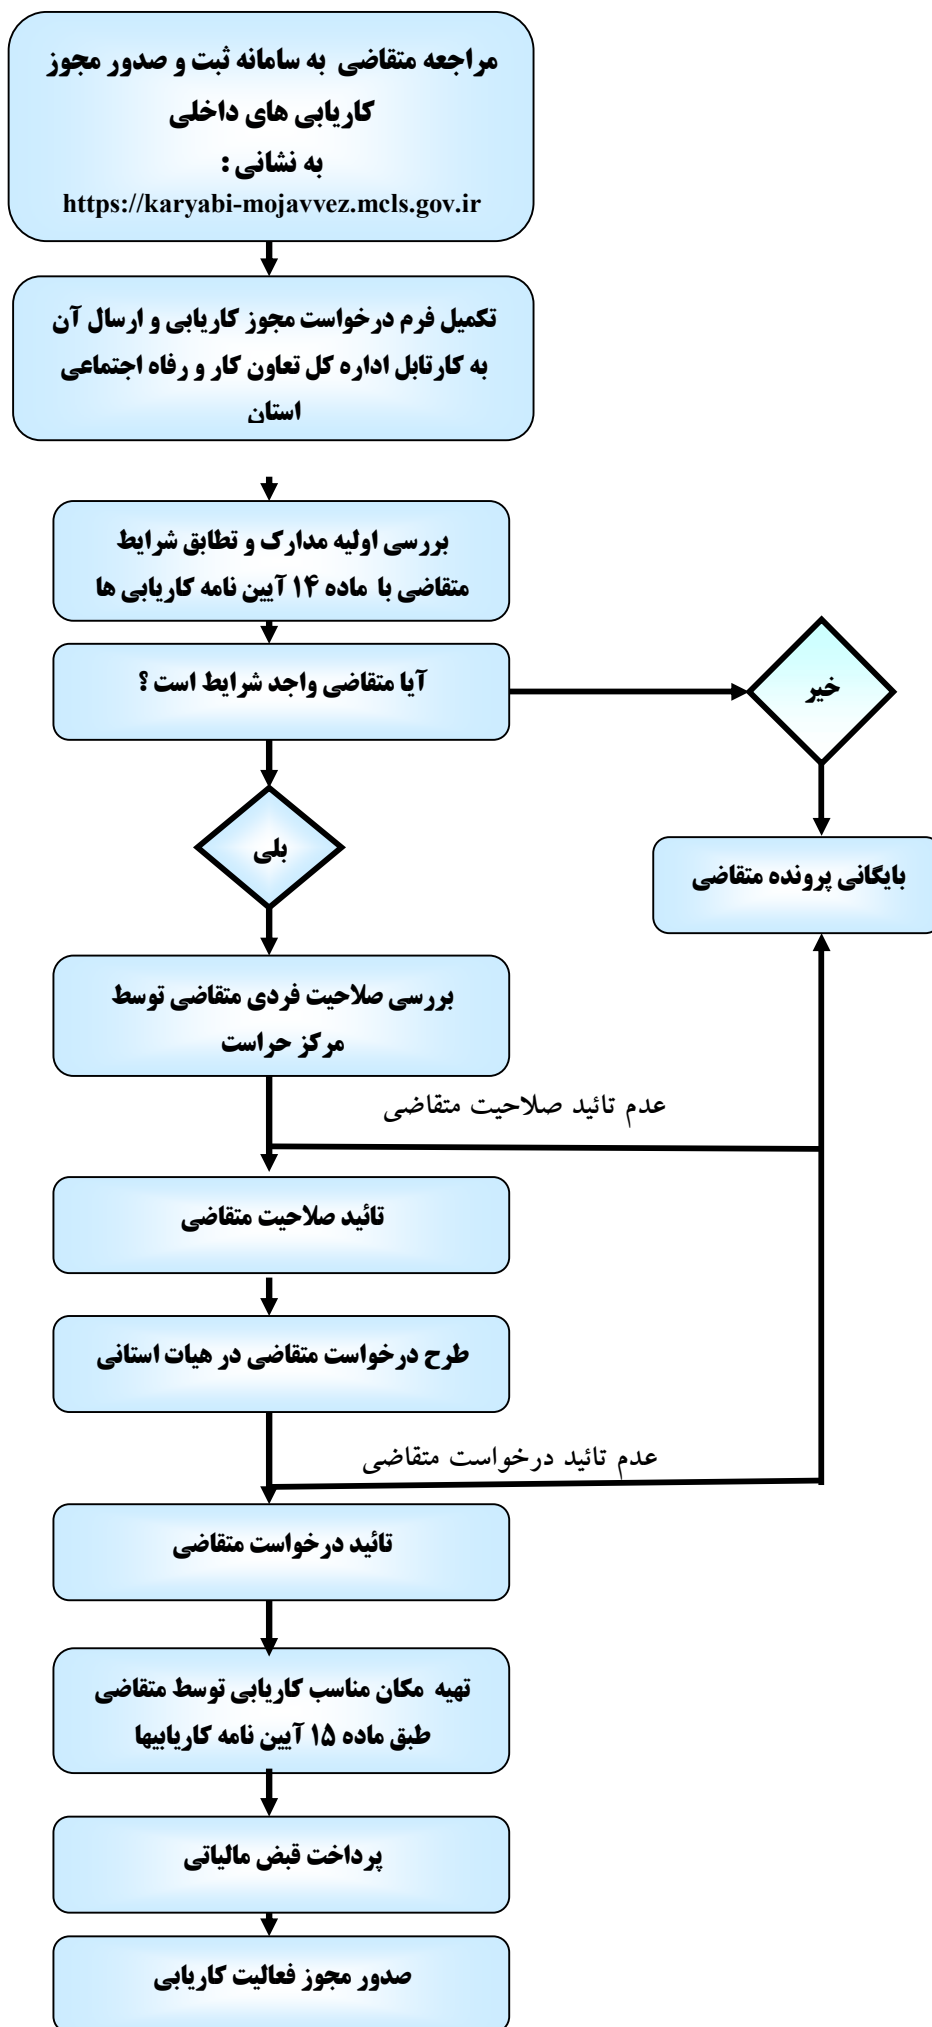 مراجعه متقاضی به سامانه ثبت و صدور مجوز
کاریابی های داخلی
به نشانی :
https://karyabi-mojavvez.mcls.gov.ir
تکمیل فرم درخواست مجوز کاریابی و ارسال آن
به کارتابل اداره کل تعاون کار و رفاه اجتماعی
استان
بررسی اولیه مدارک و تطابق شرایط
متقاضی با ماده ۱۴ آیین نامه کاریابی ها
آیا متقاضی واجد شرایط است ؟
خیر
بلی
بایگانی پرونده متقاضی
بررسی صلاحیت فردی متقاضی توسط
مرکز حراست
عدم تائید صلاحیت متقاضی
تائید صلاحیت متقاضی
طرح درخواست متقاضی در هیات استانی
عدم تائید درخواست متقاضی
تائید درخواست متقاضی
تهیه مکان مناسب کاریابی توسط متقاضی
طبق ماده ۱۵ آیین نامه کاریابیها
پرداخت قبض مالیاتی
صدور مجوز فعالیت کاریابی